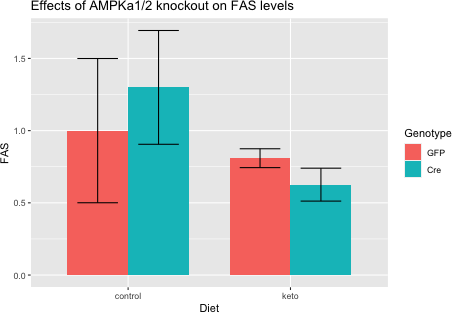 Effects of AMPKa1/2 knockout on FAS levels
FAS
1.5
1.0
0.5
0.0
control
keto
Diet
Genotype
GFP
Cre